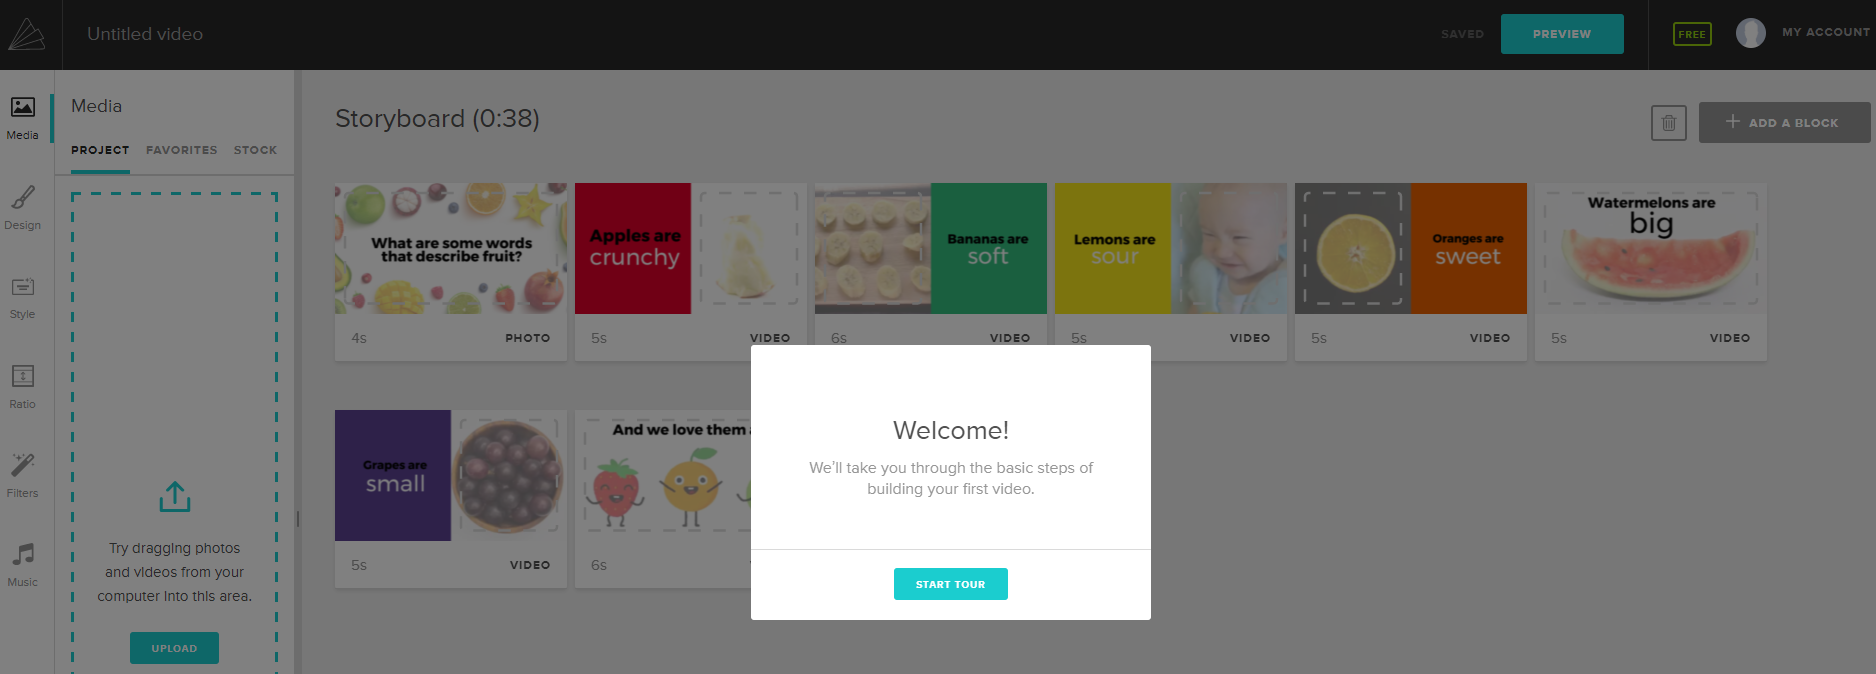 Untitled video
SAVED
PREVIEW
FREE
MY ACCOUNT
Media
Design
Style
Ratio
Filters
Music
Media
PROJECT FAVORITES STOCK
Try dragging photos
and videos from your
computer into this area.
UPLOAD
Storyboard (0:38)
+ ADD A BLOCK
What are some words
that describe fruit?
4s PHOTO
Apples are
crunchy
5s VIDEO
Bananas are
soft
6s VIDEO
Lemons are
sour
5s VIDEO
Oranges are
sweet
5s VIDEO
Watermelons are
big
5s VIDEO
Grapes are
small
5s VIDEO
And we love them
6s
Welcome!
We'll take you through the basic steps of
building your first video.
START TOUR